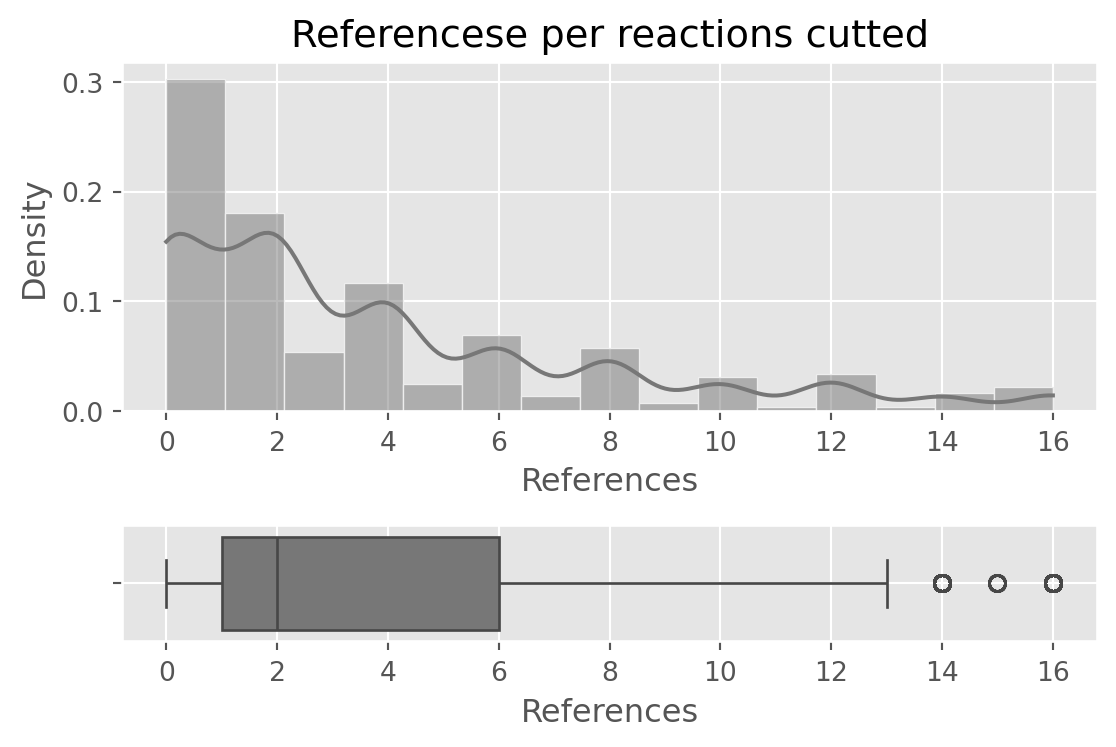 Referencese per reactions cutted
0.3
0.2
0.1
0.0
Density
0 2 4 6 8 10 12 14 16
References
0 2 4 6 8 10 12 14 16
References